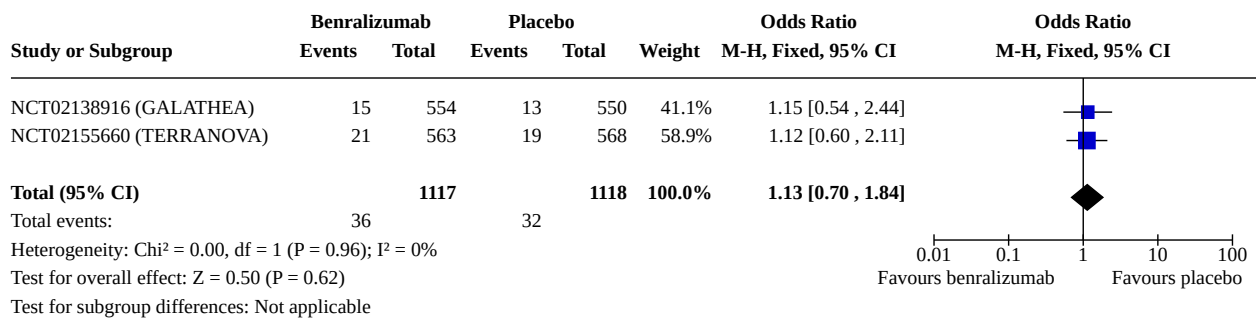 Benralizumab Placebo Odds Ratio Odds Ratio
Study or Subgroup Events Total Events Total Weight M-H, Fixed, 95% CI M-H, Fixed, 95% CI
NCT02138916 (GALATHEA) 15 554 13 550 41.1% 1.15 [0.54 , 2.44]
NCT02155660 (TERRANOVA) 21 563 19 568 58.9% 1.12 [0.60 , 2.11]
Total (95% CI) 1117 1118 100.0% 1.13 [0.70 , 1.84]
Total events: 36 32
Heterogeneity: Chi² = 0.00, df = 1 (P = 0.96); I² = 0%
0.01 0.1 1 10 100
Test for overall effect: Z = 0.50 (P = 0.62) Favours benralizumab Favours placebo
Test for subgroup differences: Not applicable